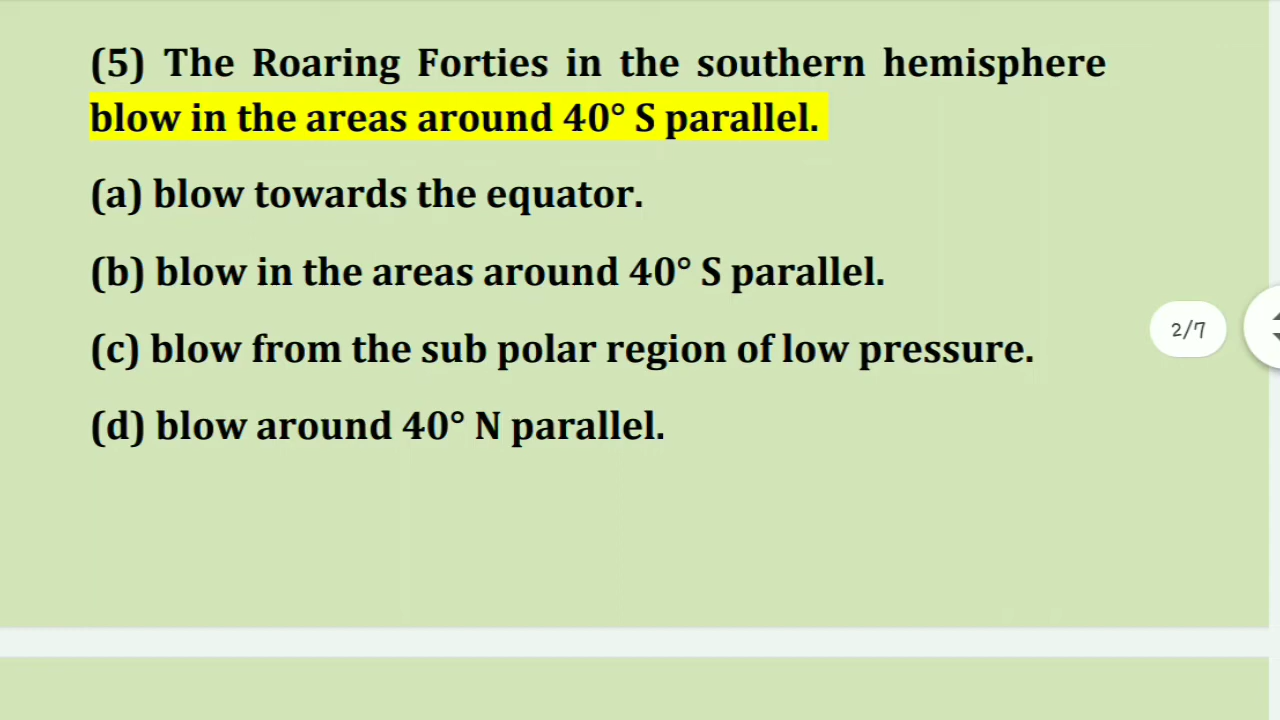 (5) The Roaring Forties in the southern hemisphere
blow in the areas around 40° S parallel.
(a) blow towards the equator.
(b) blow in the areas around 40° S parallel.
(c) blow from the sub polar region of low pressure.
(d) blow around 40° N parallel.
2/7